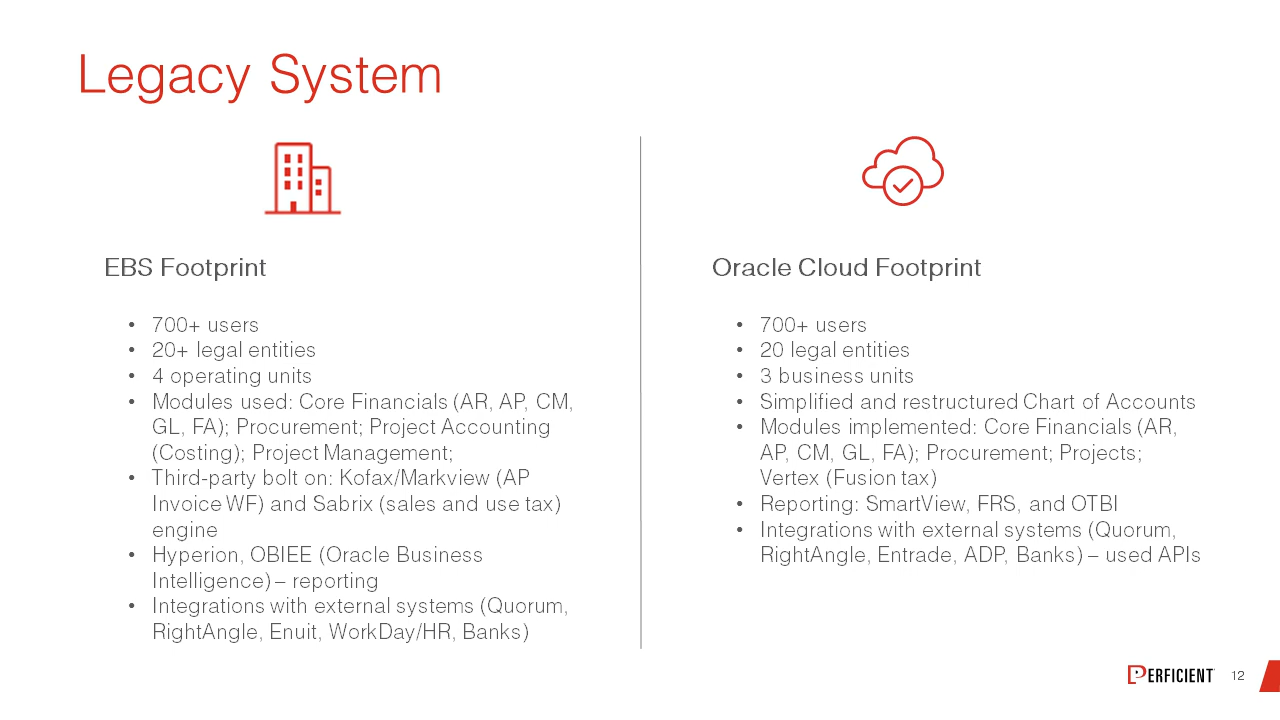 Legacy System
EBS Footprint
• 700+ users
• 20+ legal entities
• 4 operating units
• Modules used: Core Financials (AR, AP, CM,
GL, FA); Procurement; Project Accounting
(Costing); Project Management;
• Third-party bolt on: Kofax/Markview (AP
Invoice WF) and Sabrix (sales and use tax)
engine
• Hyperion, OBIEE (Oracle Business
Intelligence) – reporting
• Integrations with external systems (Quorum,
RightAngle, Enuit, WorkDay/HR, Banks)
Oracle Cloud Footprint
• 700+ users
• 20 legal entities
• 3 business units
• Simplified and restructured Chart of Accounts
• Modules implemented: Core Financials (AR,
AP, CM, GL, FA); Procurement; Projects;
Vertex (Fusion tax)
• Reporting: SmartView, FRS, and OTBI
• Integrations with external systems (Quorum,
RightAngle, Entrade, ADP, Banks) – used APIs
PERFICIENT
12